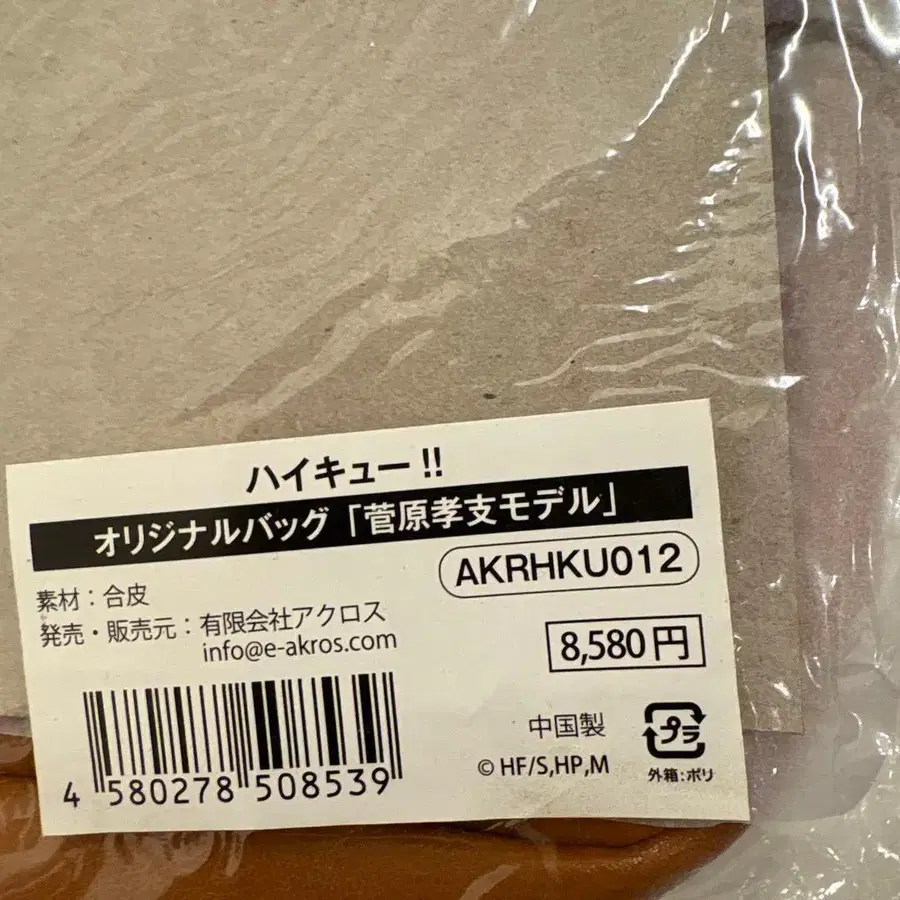 ハイキュー!!
オリジナルバッグ「菅原孝支モデル」
AKRHKU012
素材：合皮
発売・販売元：有限会社アクロス
info@e-akros.com
8,580円
中国製
© HF/S,HP,M
プラ
外箱:ポリ
4 580278 508539